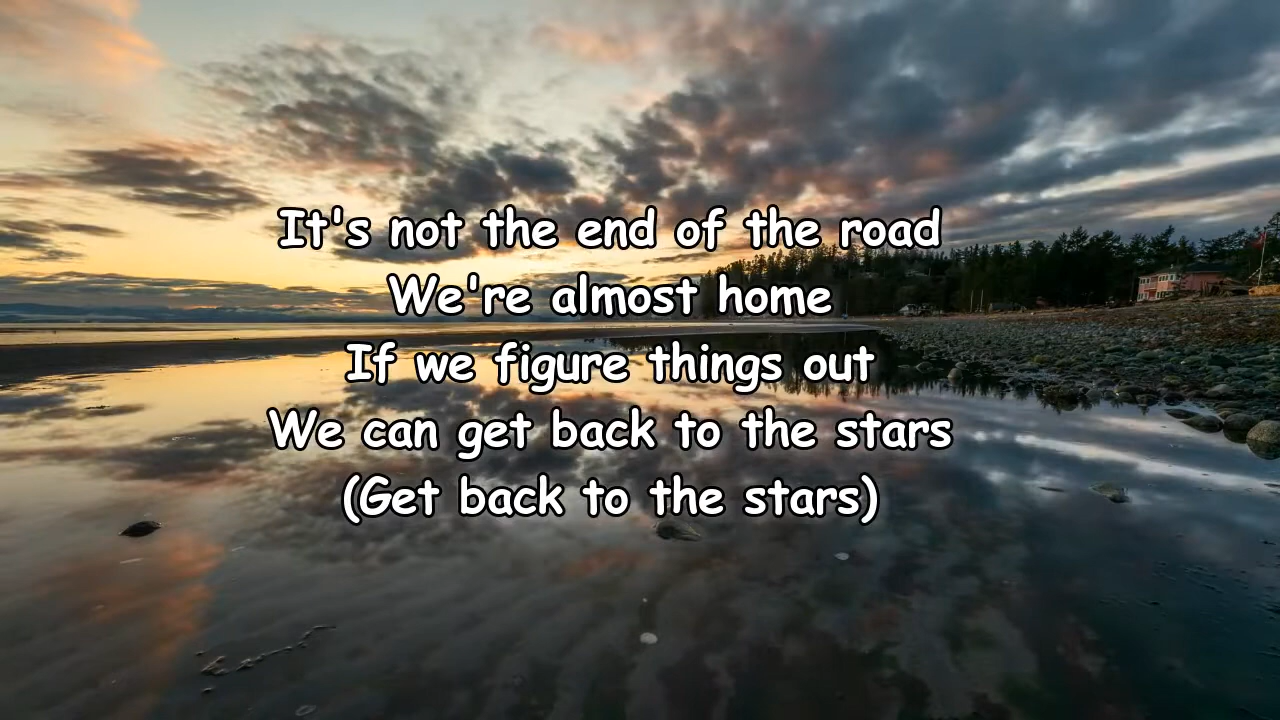 It's not the end of the road
We're almost home
If we figure things out
We can get back to the stars
(Get back to the stars)